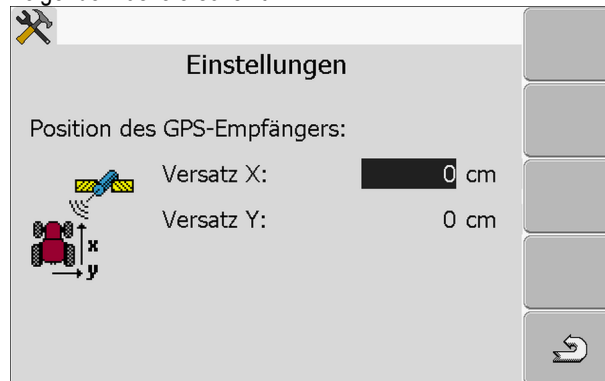 Einstellungen
Position des GPS-Empfängers:
Versatz X: 0 cm
Versatz Y: 0 cm
x
y